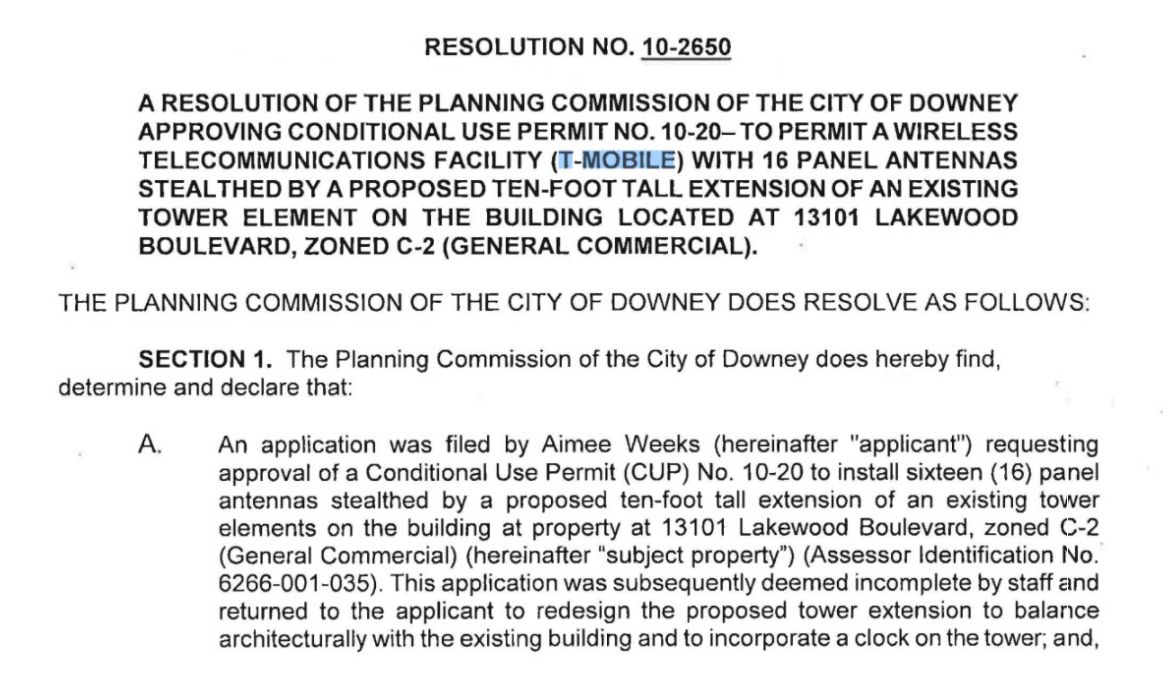 RESOLUTION NO. 10-2650
A RESOLUTION OF THE PLANNING COMMISSION OF THE CITY OF DOWNEY
APPROVING CONDITIONAL USE PERMIT NO. 10-20– TO PERMIT A WIRELESS
TELECOMMUNICATIONS FACILITY (T-MOBILE) WITH 16 PANEL ANTENNAS
STEALTHED BY A PROPOSED TEN-FOOT TALL EXTENSION OF AN EXISTING
TOWER ELEMENT ON THE BUILDING LOCATED AT 13101 LAKEWOOD
BOULEVARD, ZONED C-2 (GENERAL COMMERCIAL).
THE PLANNING COMMISSION OF THE CITY OF DOWNEY DOES RESOLVE AS FOLLOWS:
SECTION 1. The Planning Commission of the City of Downey does hereby find,
determine and declare that:
A. An application was filed by Aimee Weeks (hereinafter "applicant") requesting
approval of a Conditional Use Permit (CUP) No. 10-20 to install sixteen (16) panel
antennas stealthed by a proposed ten-foot tall extension of an existing tower
elements on the building at property at 13101 Lakewood Boulevard, zoned C-2
(General Commercial) (hereinafter “subject property”) (Assessor Identification No.
6266-001-035). This application was subsequently deemed incomplete by staff and
returned to the applicant to redesign the proposed tower extension to balance
architecturally with the existing building and to incorporate a clock on the tower; and,